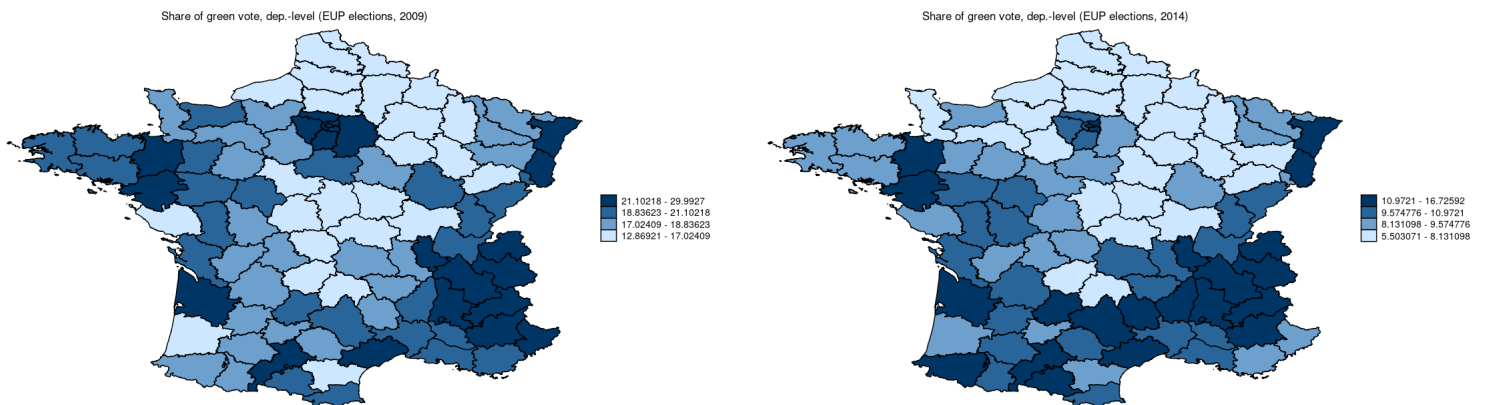 Share of green vote, dep.-level (EUP elections, 2009)
21.10218 - 29.9927
18.83623 - 21.10218
17.02409 - 18.83623
12.86921 - 17.02409
Share of green vote, dep.-level (EUP elections, 2014)
10.9721 - 16.72592
9.574776 - 10.9721
8.131098 - 9.574776
5.503071 - 8.131098